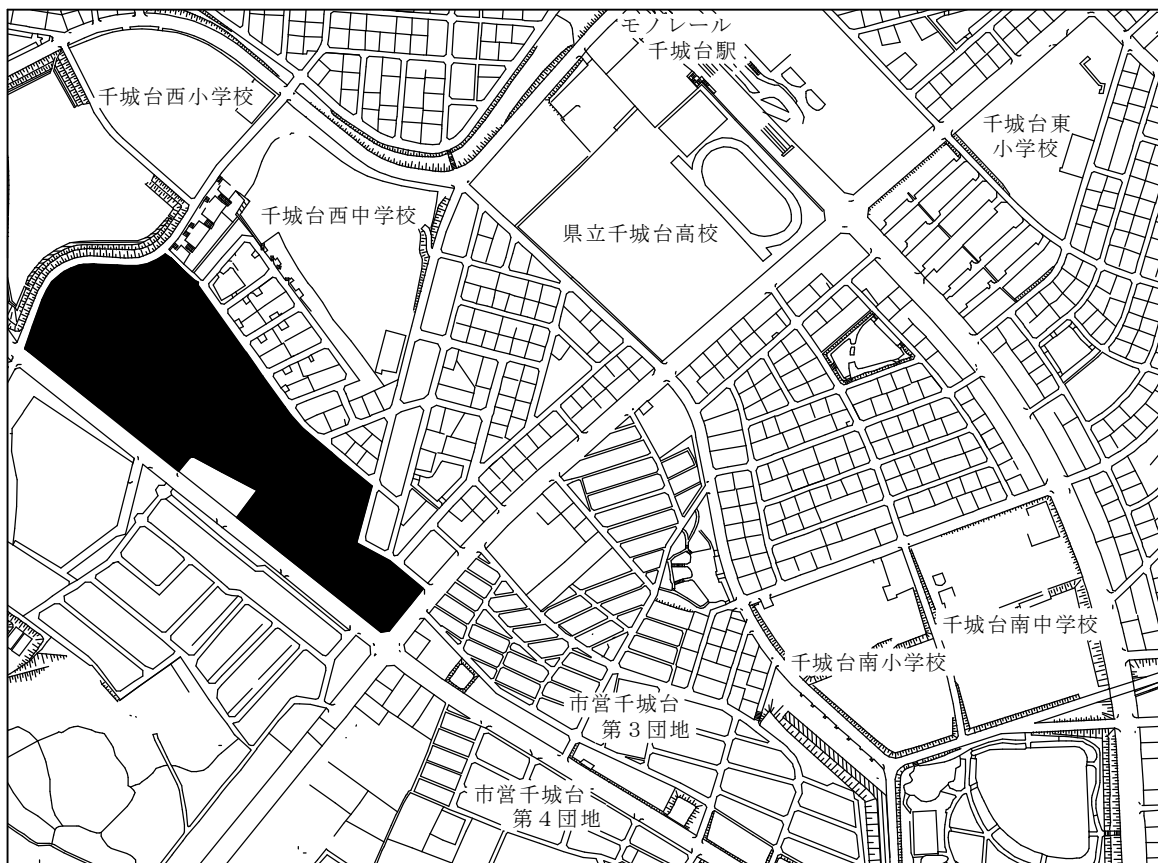 モノレール
千城台駅
千城台西小学校
千城台東
小学校
千城台西中学校
県立千城台高校
千城台南中学校
千城台南小学校
市営千城台
第3団地
市営千城台
第4団地